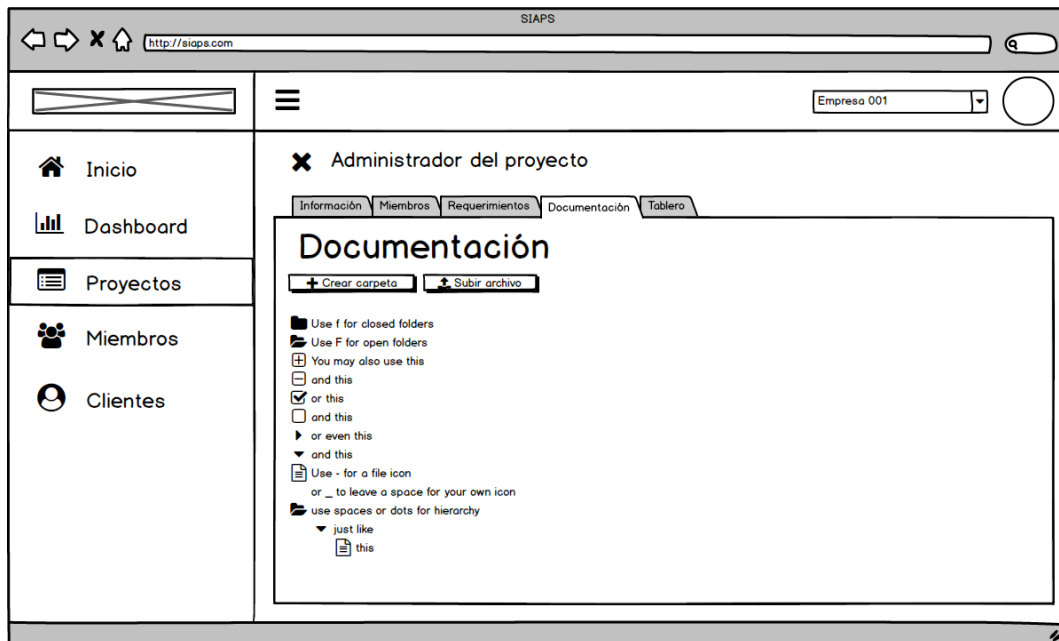 SIAPS
http://siaps.com
Empresa 001
Inicio
Dashboard
Proyectos
Miembros
Clientes
Administrador del proyecto
Información Miembros Requerimientos Documentación Tablero
Documentación
Crear carpeta Subir archivo
Use f for closed folders
Use F for open folders
You may also use this
and this
or this
and this
or even this
and this
Use - for a file icon
or _ to leave a space for your own icon
use spaces or dots for hierarchy
just like
this